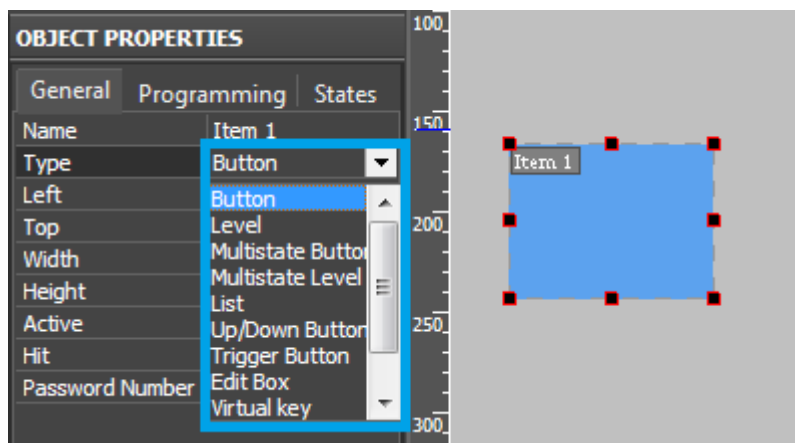 OBJECT PROPERTIES
General Programming States
Name Item 1
Type Button
Left
Top
Width
Height
Active
Hit
Password Number
Button
Level
Multistate Button
Multistate Level
List
Up/Down Button
Trigger Button
Edit Box
Virtual key
100
150
200
250
300
Item 1